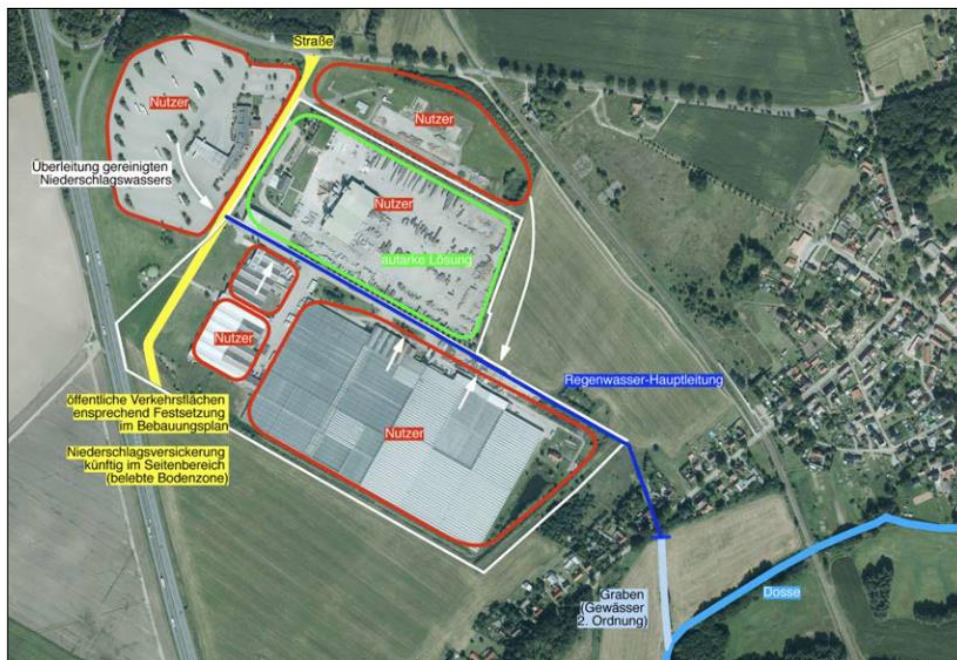 Straße
Nutzer
Nutzer
Überleitung gereinigten
Niederschlagswassers
Nutzer
autarke Lösung
Nutzer
Regenwasser-Hauptleitung
öffentliche Verkehrsflächen
ensprechend Festsetzung
im Bebauungsplan
Nutzer
Niederschlagsversickerung
künftig im Seitenbereich
(belebte Bodenzone)
Graben
(Gewässer
2. Ordnung)
Dosse